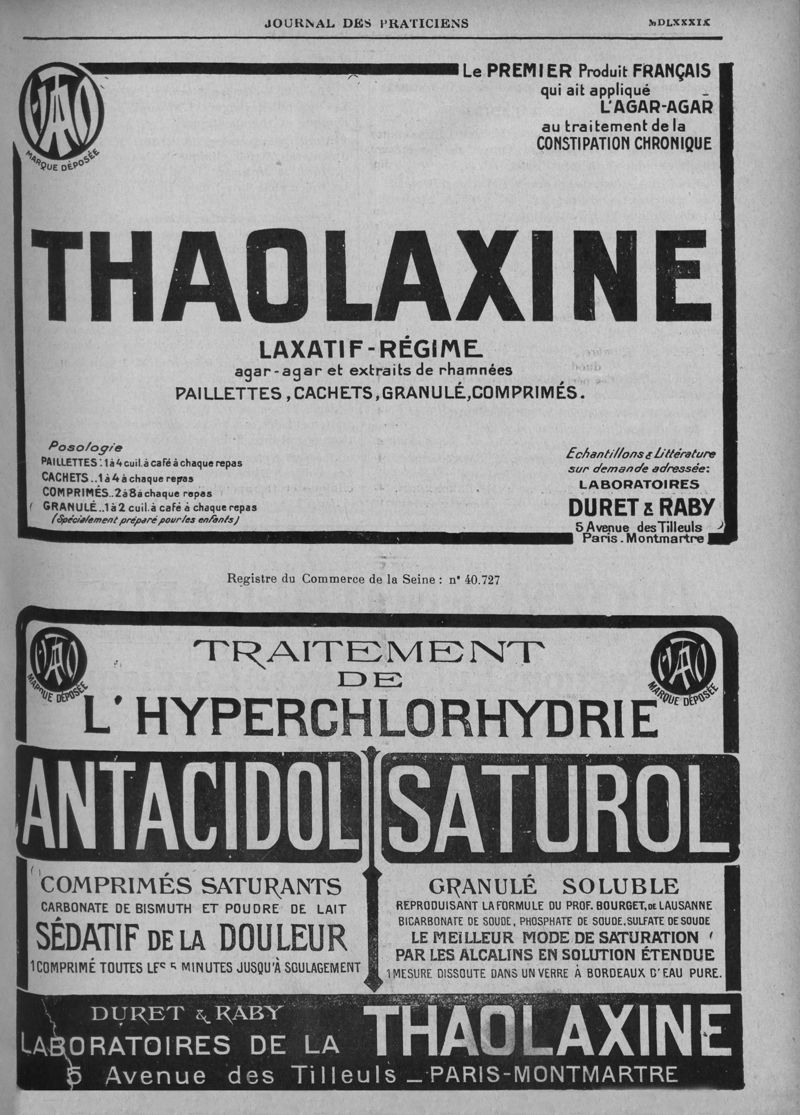 JOURNAL DES PRATICIENS
MDLXXXIX
Le PREMIER Produit FRANÇAIS
qui ait appliqué
L'AGAR-AGAR
au traitement de la
CONSTIPATION CHRONIQUE
THAO
MARQUE DÉPOSÉE
THAOLAXINE
LAXATIF-RÉGIME
agar-agar et extraits de rhamnées
PAILLETTES, CACHETS, GRANULÉ, COMPRIMÉS.
Posologie
PAILLETTES: 1 à 4 cuil. à café à chaque repas
CACHETS..1 à 4 à chaque repas
COMPRIMÉS..2 à 8 à chaque repas
GRANULÉ..1 à 2 cuil. à café à chaque repas
(Spécialement préparé pour les enfants)
Echantillons & Littérature
sur demande adressée:
LABORATOIRES
DURET & RABY
5 Avenue des Tilleuls
Paris. Montmartre
Registre du Commerce de la Seine : n° 40.727
THAO
MARQUE DÉPOSÉE
TRAITEMENT
DE
L'HYPERCHLORHYDRIE
THAO
MARQUE DÉPOSÉE
ANTACIDOL
COMPRIMÉS SATURANTS
CARBONATE DE BISMUTH ET POUDRE DE LAIT
SÉDATIF DE LA DOULEUR
1 COMPRIMÉ TOUTES LES 5 MINUTES JUSQU'À SOULAGEMENT
SATUROL
GRANULÉ SOLUBLE
REPRODUISANT LA FORMULE DU PROF. BOURGET, DE LAUSANNE
BICARBONATE DE SOUDE, PHOSPHATE DE SOUDE, SULFATE DE SOUDE
LE MEILLEUR MODE DE SATURATION
PAR LES ALCALINS EN SOLUTION ÉTENDUE
1 MESURE DISSOUTE DANS UN VERRE À BORDEAUX D'EAU PURE.
DURET & RABY
LABORATOIRES DE LA THAOLAXINE
5 Avenue des Tilleuls _ PARIS-MONTMARTRE